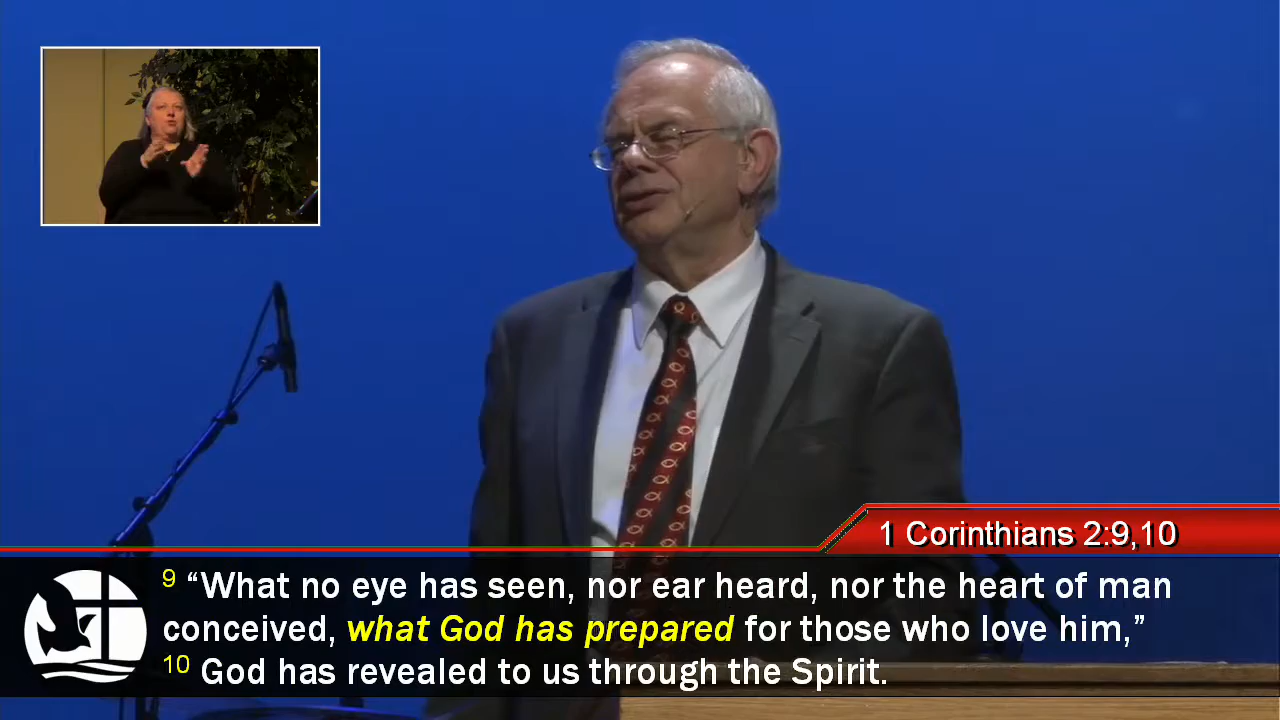 1 Corinthians 2:9,10
9 “What no eye has seen, nor ear heard, nor the heart of man
conceived, what God has prepared for those who love him,”
10 God has revealed to us through the Spirit.